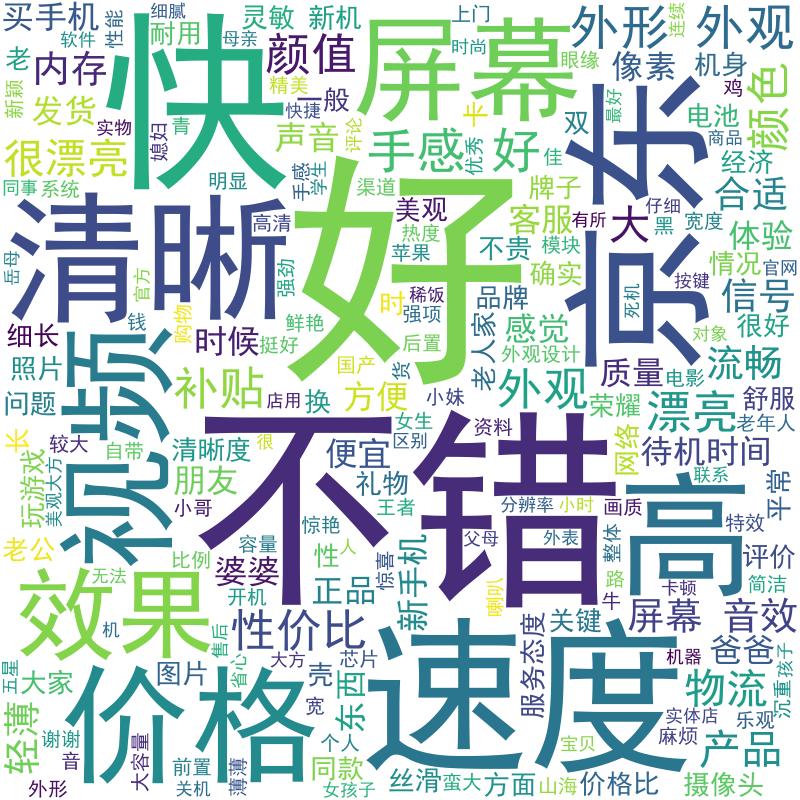 买手机
软件
性能
细腻
灵敏
新机
上门
时尚
连续
外形
外观
耐用
母亲
颜值
快
屏幕
眼缘
像素
机身
鸡
老
内存
精美
一般
新颖
发货
实物
青
媳妇
快捷
评论
卡
双
电池
最好
颜色
声音
手感
优秀
好
佳
商品
很漂亮
同事
系统
明显
手感
学生
渠道
牌子
京东
经济
合适
清晰
高清
美观
客服
有所
大
仔细
黑
宽度
好
热度
体验
岳母
官方
强劲
苹果
不贵
模块
确实
情况
官网
钱
购物
时
稀饭
强项
品牌
死机
按键
信号
细长
时候
鲜艳
挺好
后置
老人家
感觉
外观设计
很好
对象
视频
照片
国产
货
质量
流畅
补贴
店用
换
方便
小妹
外观
电影
问题
荣耀
舒服
漂亮
老年人
长
较大
自带
清晰度
很
不错
女生
区别
资料
便宜
网络
待机时间
玩游戏
美观大方
朋友
礼物
小哥
王者
分辨率
小时
画质
联系
高
平常
特效
老公
惊艳
容量
父母
外表
整体
效果
比例
性
人
惊喜
新手机
喇叭
评价
无法
婆婆
开机
正品
路
卡顿
简洁
牛
机
售后
性价比
服务态度
关键
屏幕
音效
五星
大家
图片
省心
大方
壳
芯片
东西
速度
爸爸
机器
孩子
沉重
价格
物流
轻薄
谢谢
音
宽
个人
实体店
乐观
大容量
麻烦
宝贝
产品
外形
前置
关机
薄薄
同款
女孩子
丝滑
蛮大
方面
山海
价格比
摄像头